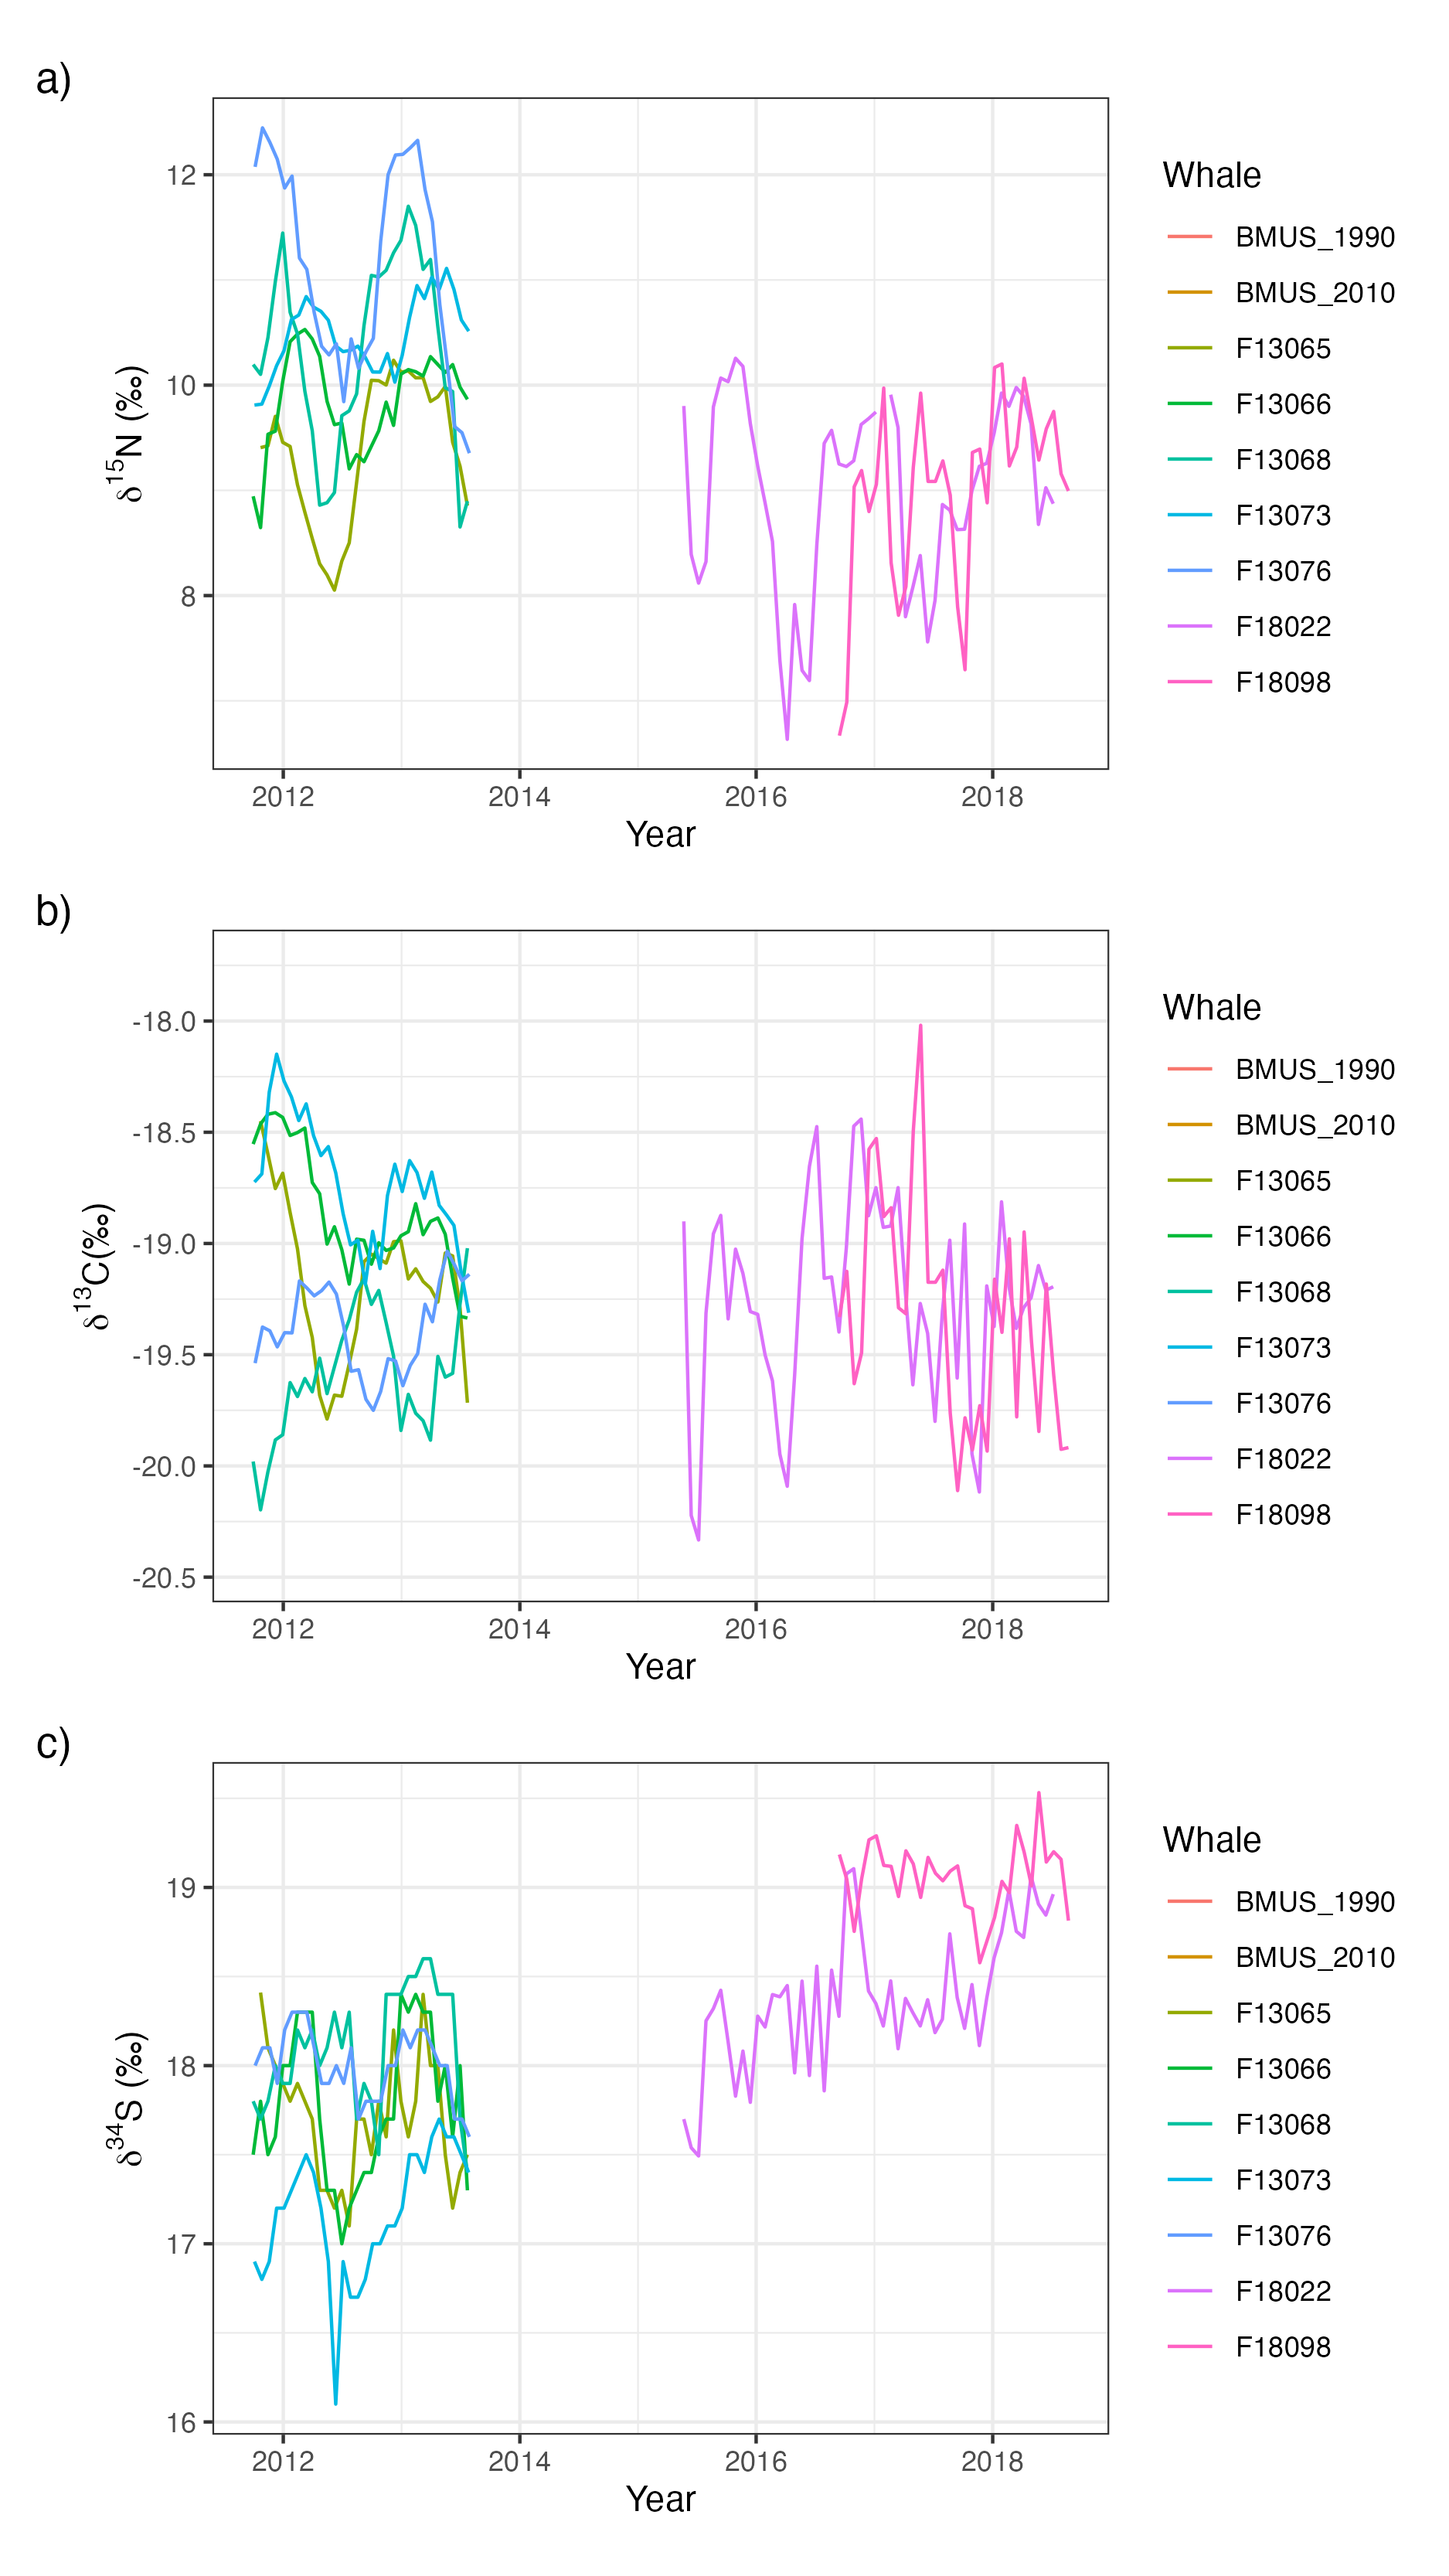 a)
δ15N (‰)
12
10
8
2012 2014 2016 2018
Year
Whale
BMUS_1990
BMUS_2010
F13065
F13066
F13068
F13073
F13076
F18022
F18098
b)
δ13C(‰)
-18.0
-18.5
-19.0
-19.5
-20.0
-20.5
2012 2014 2016 2018
Year
Whale
BMUS_1990
BMUS_2010
F13065
F13066
F13068
F13073
F13076
F18022
F18098
c)
δ34S (‰)
19
18
17
16
2012 2014 2016 2018
Year
Whale
BMUS_1990
BMUS_2010
F13065
F13066
F13068
F13073
F13076
F18022
F18098